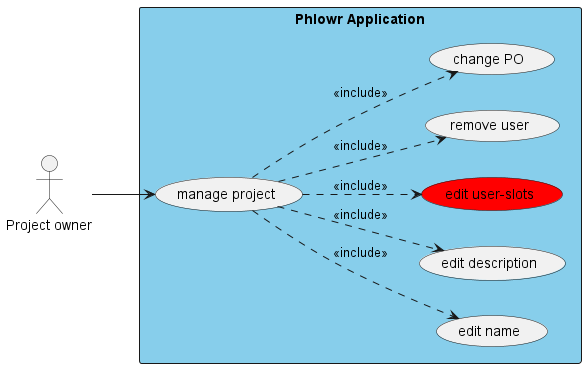 Phlowr Application
change PO
«include»
remove user
«include»
manage project
«include»
edit user-slots
«include»
Project owner
edit description
«include»
edit name